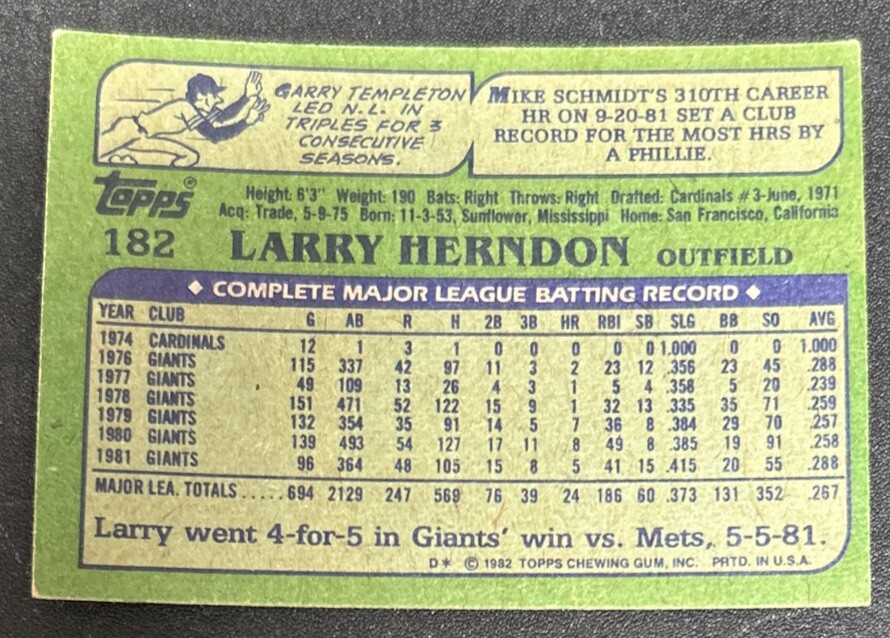 GARRY TEMPLETON
LED N.L. IN
TRIPLES FOR 3
CONSECUTIVE
SEASONS.
MIKE SCHMIDT'S 310TH CAREER
HR ON 9-20-81 SET A CLUB
RECORD FOR THE MOST HRS BY
A PHILLIE.
Topps®
Height: 6'3" Weight: 190 Bats: Right Throws: Right Drafted: Cardinals #3-June, 1971
Acq: Trade, 5-9-75 Born: 11-3-53, Sunflower, Mississippi Home: San Francisco, California
182 LARRY HERNDON OUTFIELD
◆ COMPLETE MAJOR LEAGUE BATTING RECORD ◆
YEAR CLUB G AB R H 2B 3B HR RBI SB SLG BB SO AVG
1974 CARDINALS 12 1 3 1 0 0 0 0 0 1.000 0 0 1.000
1976 GIANTS 115 337 42 97 11 3 2 23 12 .356 23 45 .288
1977 GIANTS 49 109 13 26 4 3 1 5 4 .358 5 20 .239
1978 GIANTS 151 471 52 122 15 9 1 32 13 .335 35 71 .259
1979 GIANTS 132 354 35 91 14 5 7 36 8 .384 29 70 .257
1980 GIANTS 139 493 54 127 17 11 8 49 8 .385 19 91 .258
1981 GIANTS 96 364 48 105 15 8 5 41 15 .415 20 55 .288
MAJOR LEA. TOTALS ..... 694 2129 247 569 76 39 24 186 60 .373 131 352 .267
Larry went 4-for-5 in Giants' win vs. Mets, 5-5-81.
D* © 1982 TOPPS CHEWING GUM, INC. PRTD. IN U.S.A.